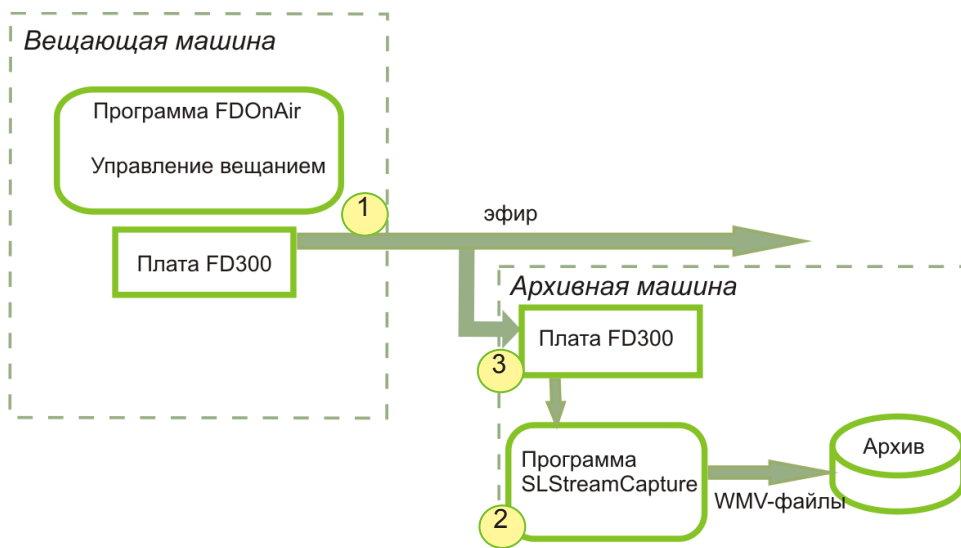 Вещающая машина
Программа FDOnAir
Управление вещанием
1
эфир
Плата FD300
Архивная машина
Плата FD300
3
Программа
SLStreamCapture
Архив
WMV-файлы
2